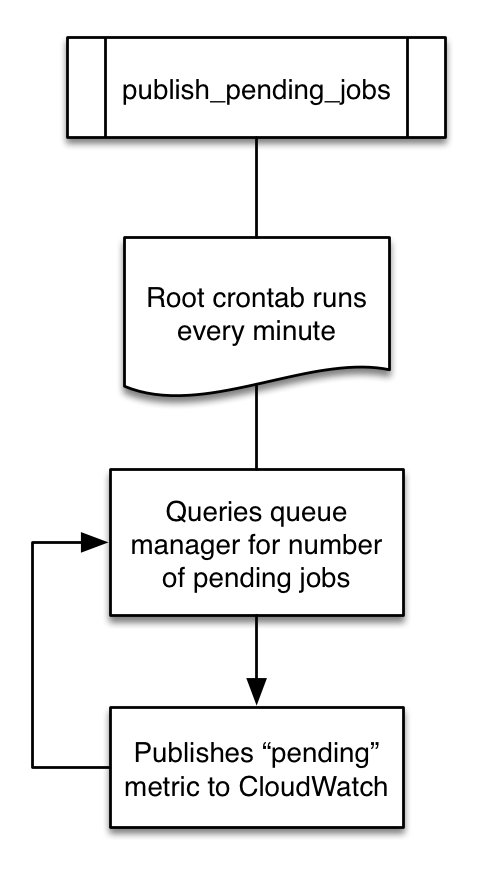 publish_pending_jobs
Root crontab runs
every minute
Queries queue
manager for number
of pending jobs
Publishes “pending”
metric to CloudWatch